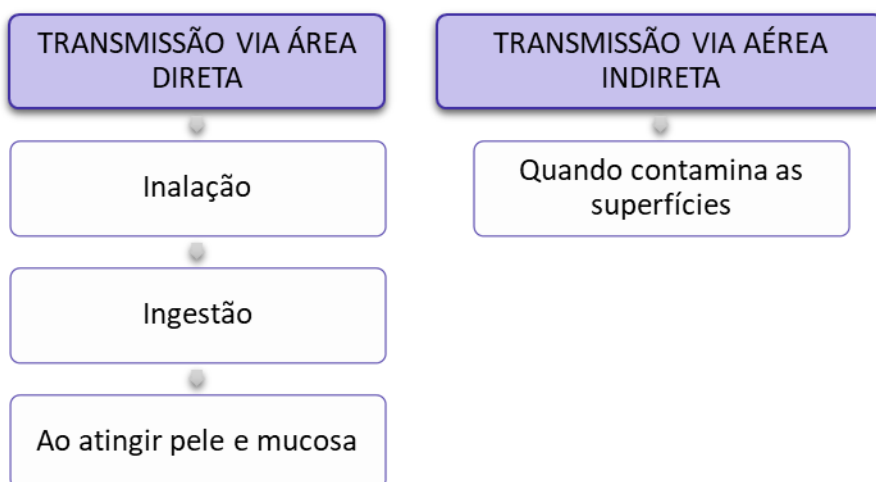 TRANSMISSÃO VIA ÁREA
DIRETA
Inalação
Ingestão
Ao atingir pele e mucosa
TRANSMISSÃO VIA AÉREA
INDIRETA
Quando contamina as
superfícies